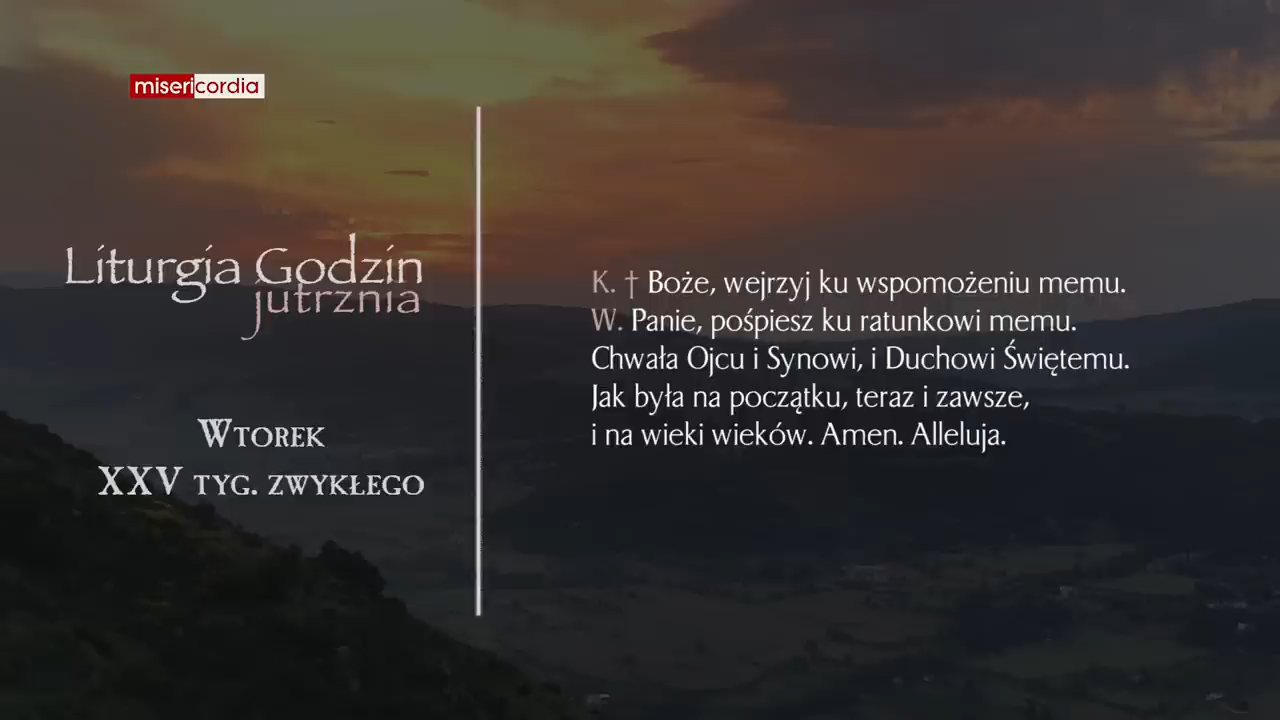 misericordia
Liturgia Godzin
jutrznia
Wtorek
XXV tyg. zwykłego
K. † Boże, wejrzyj ku wspomożeniu memu.
W. Panie, pośpiesz ku ratunkowi memu.
Chwała Ojcu i Synowi, i Duchowi Świętemu.
Jak była na początku, teraz i zawsze,
i na wieki wieków. Amen. Alleluja.